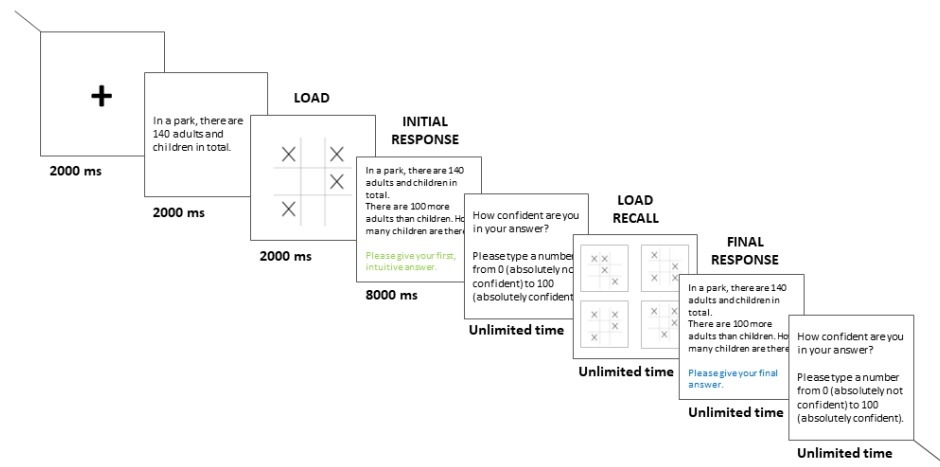 +
In a park, there are
140 adults and
children in total.
2000 ms
2000 ms
LOAD
2000 ms
INITIAL
RESPONSE
In a park, there are 140
adults and children in
total.
There are 100 more
adults than children. Ho
many children are there
Please give your first,
intuitive answer.
8000 ms
How confident are you
in your answer?
Please type a number
from 0 (absolutely no
confident) to 100
(absolutely confident
Unlimited time
LOAD
RECALL
Unlimited time
FINAL
RESPONSE
In a park, there are 140
adults and children in
total.
There are 100 more
adults than children. Ho
many children are there
Please give your final
answer.
Unlimited time
How confident are you
in your answer?
Please type a number
from 0 (absolutely not
confident) to 100
(absolutely confident).
Unlimited time